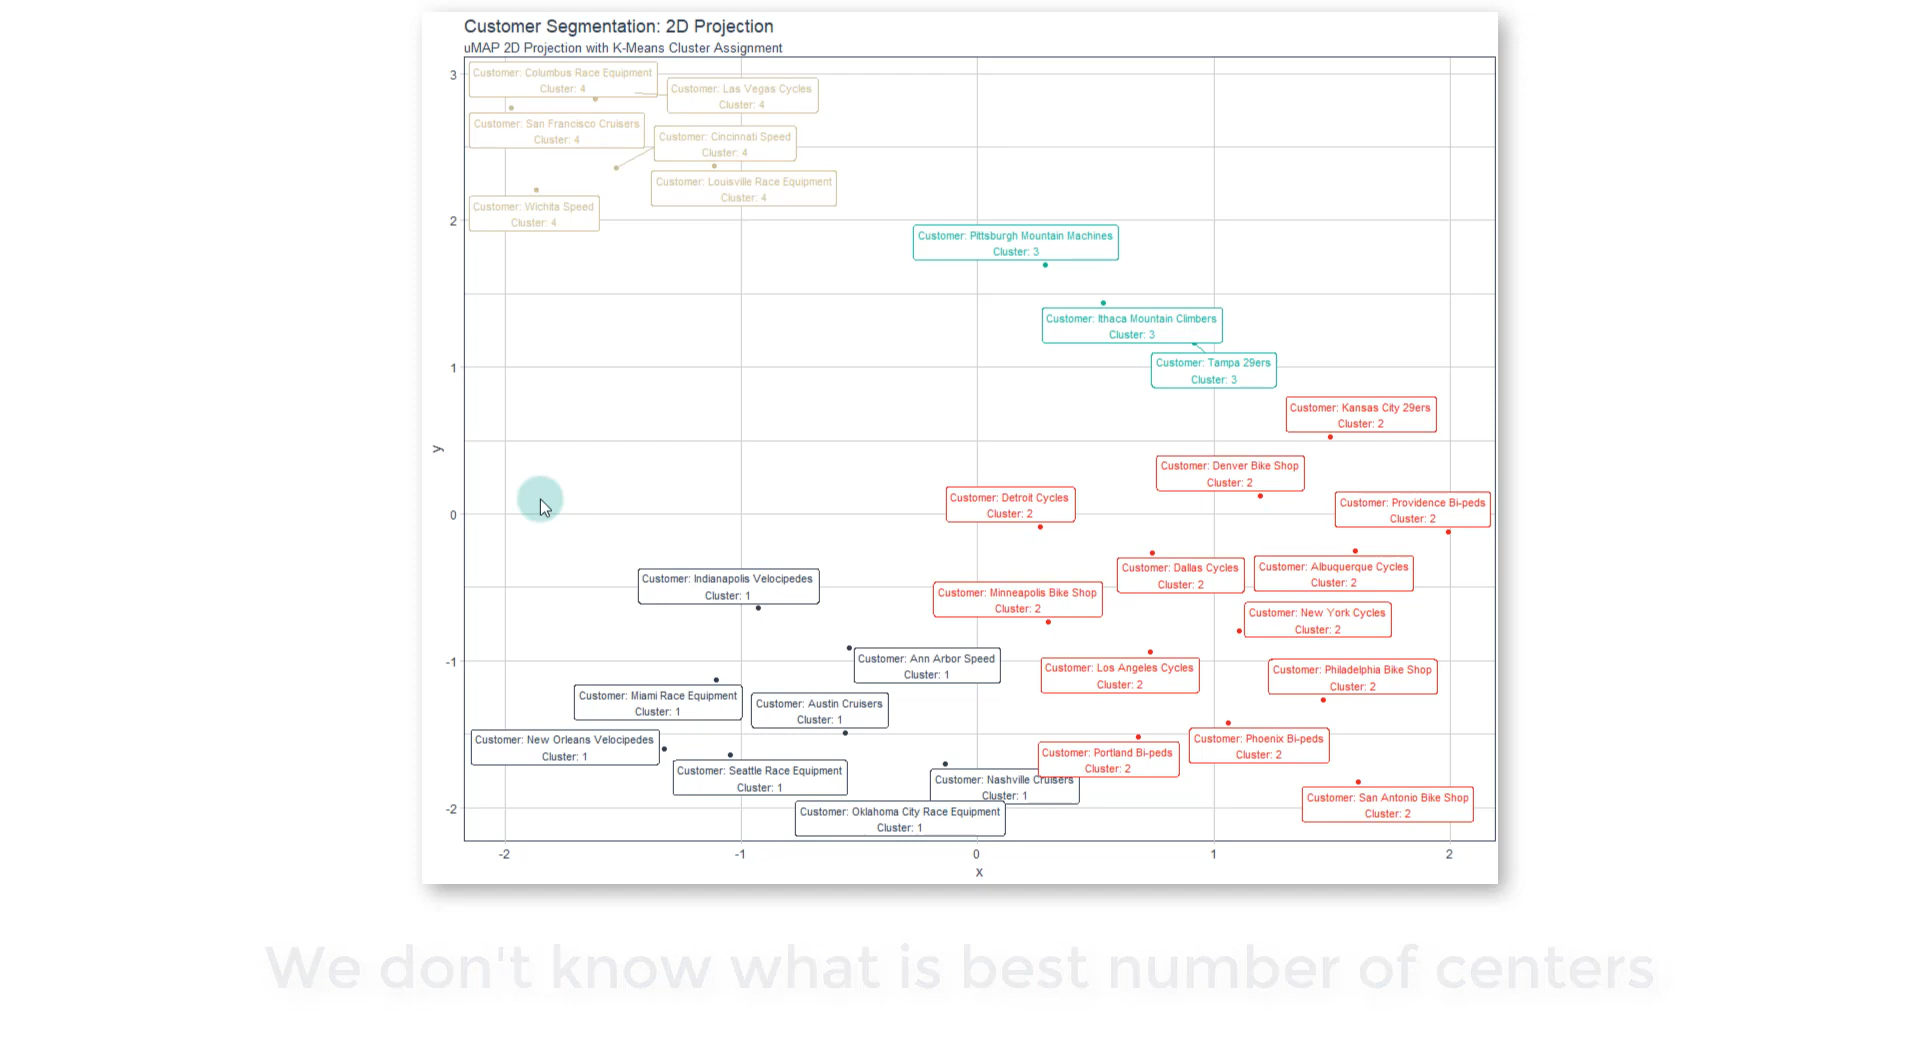 Customer Segmentation: 2D Projection
uMAP 2D Projection with K-Means Cluster Assignment
3
Customer: Columbus Race Equipment
Cluster: 4
Customer: Las Vegas Cycles
Cluster: 4
Customer: San Francisco Cruisers
Cluster: 4
Customer: Cincinnati Speed
Cluster: 4
Customer: Louisville Race Equipment
Cluster: 4
Customer: Wichita Speed
Cluster: 4
2
Customer: Pittsburgh Mountain Machines
Cluster: 3
Customer: Ithaca Mountain Climbers
Cluster: 3
1
Customer: Tampa 29ers
Cluster: 3
Customer: Kansas City 29ers
Cluster: 2
y
Customer: Denver Bike Shop
Cluster: 2
Customer: Detroit Cycles
Cluster: 2
Customer: Providence Bi-peds
Cluster: 2
0
Customer: Dallas Cycles
Cluster: 2
Customer: Albuquerque Cycles
Cluster: 2
Customer: Indianapolis Velocipedes
Cluster: 1
Customer: Minneapolis Bike Shop
Cluster: 2
Customer: New York Cycles
Cluster: 2
-1
Customer: Ann Arbor Speed
Cluster: 1
Customer: Los Angeles Cycles
Cluster: 2
Customer: Philadelphia Bike Shop
Cluster: 2
Customer: Miami Race Equipment
Cluster: 1
Customer: Austin Cruisers
Cluster: 1
Customer: New Orleans Velocipedes
Cluster: 1
Customer: Phoenix Bi-peds
Cluster: 2
Customer: Portland Bi-peds
Cluster: 2
Customer: Seattle Race Equipment
Cluster: 1
Customer: Nashville Cruisers
Cluster: 1
Customer: San Antonio Bike Shop
Cluster: 2
-2
Customer: Oklahoma City Race Equipment
Cluster: 1
-2 -1 0 1 2
x
We don't know what is best number of centers